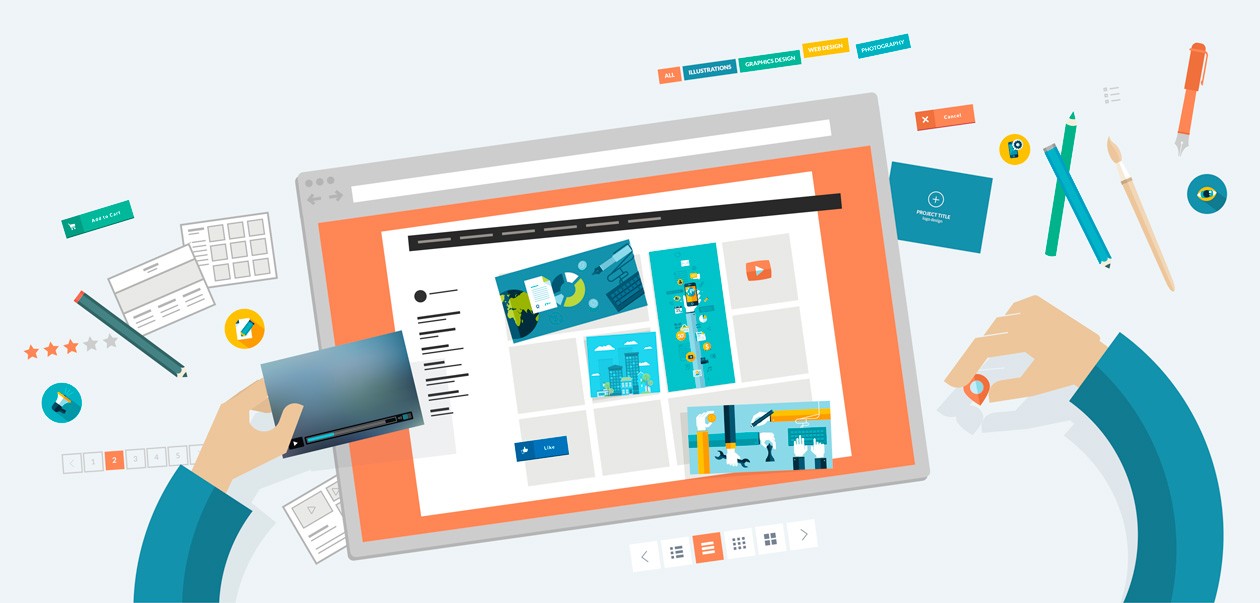 ALL
ILLUSTRATIONS
GRAPHICS DESIGN
WEB DESIGN
PHOTOGRAPHY
Cancel
Add to Cart
PROJECT TITLE
logo design
Like
1
2
3
4
5